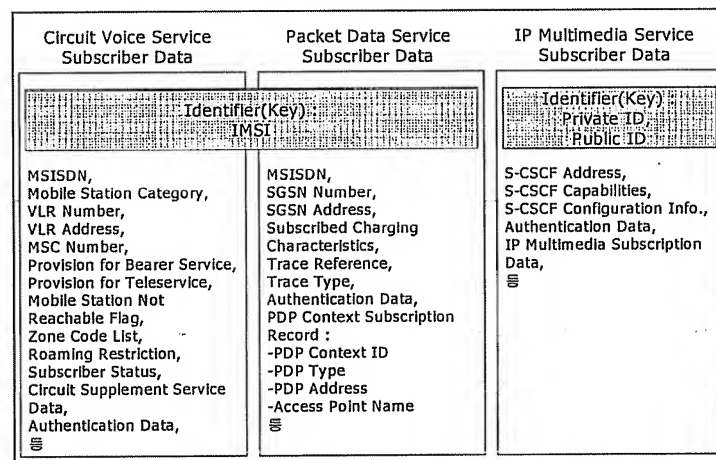 Circuit Voice Service
Subscriber Data
Packet Data Service
Subscriber Data
IP Multimedia Service
Subscriber Data
Identifier(Key) :
IMSI
Identifier(Key) :
Private ID,
Public ID
MSISDN,
Mobile Station Category,
VLR Number,
VLR Address,
MSC Number,
Provision for Bearer Service,
Provision for Teleservice,
Mobile Station Not
Reachable Flag,
Zone Code List,
Roaming Restriction,
Subscriber Status,
Circuit Supplement Service
Data,
Authentication Data,
MSISDN,
SGSN Number,
SGSN Address,
Subscribed Charging
Characteristics,
Trace Reference,
Trace Type,
Authentication Data,
PDP Context Subscription
Record :
-PDP Context ID
-PDP Type
-PDP Address
-Access Point Name
S-CSCF Address,
S-CSCF Capabilities,
S-CSCF Configuration Info.,
Authentication Data,
IP Multimedia Subscription
Data,